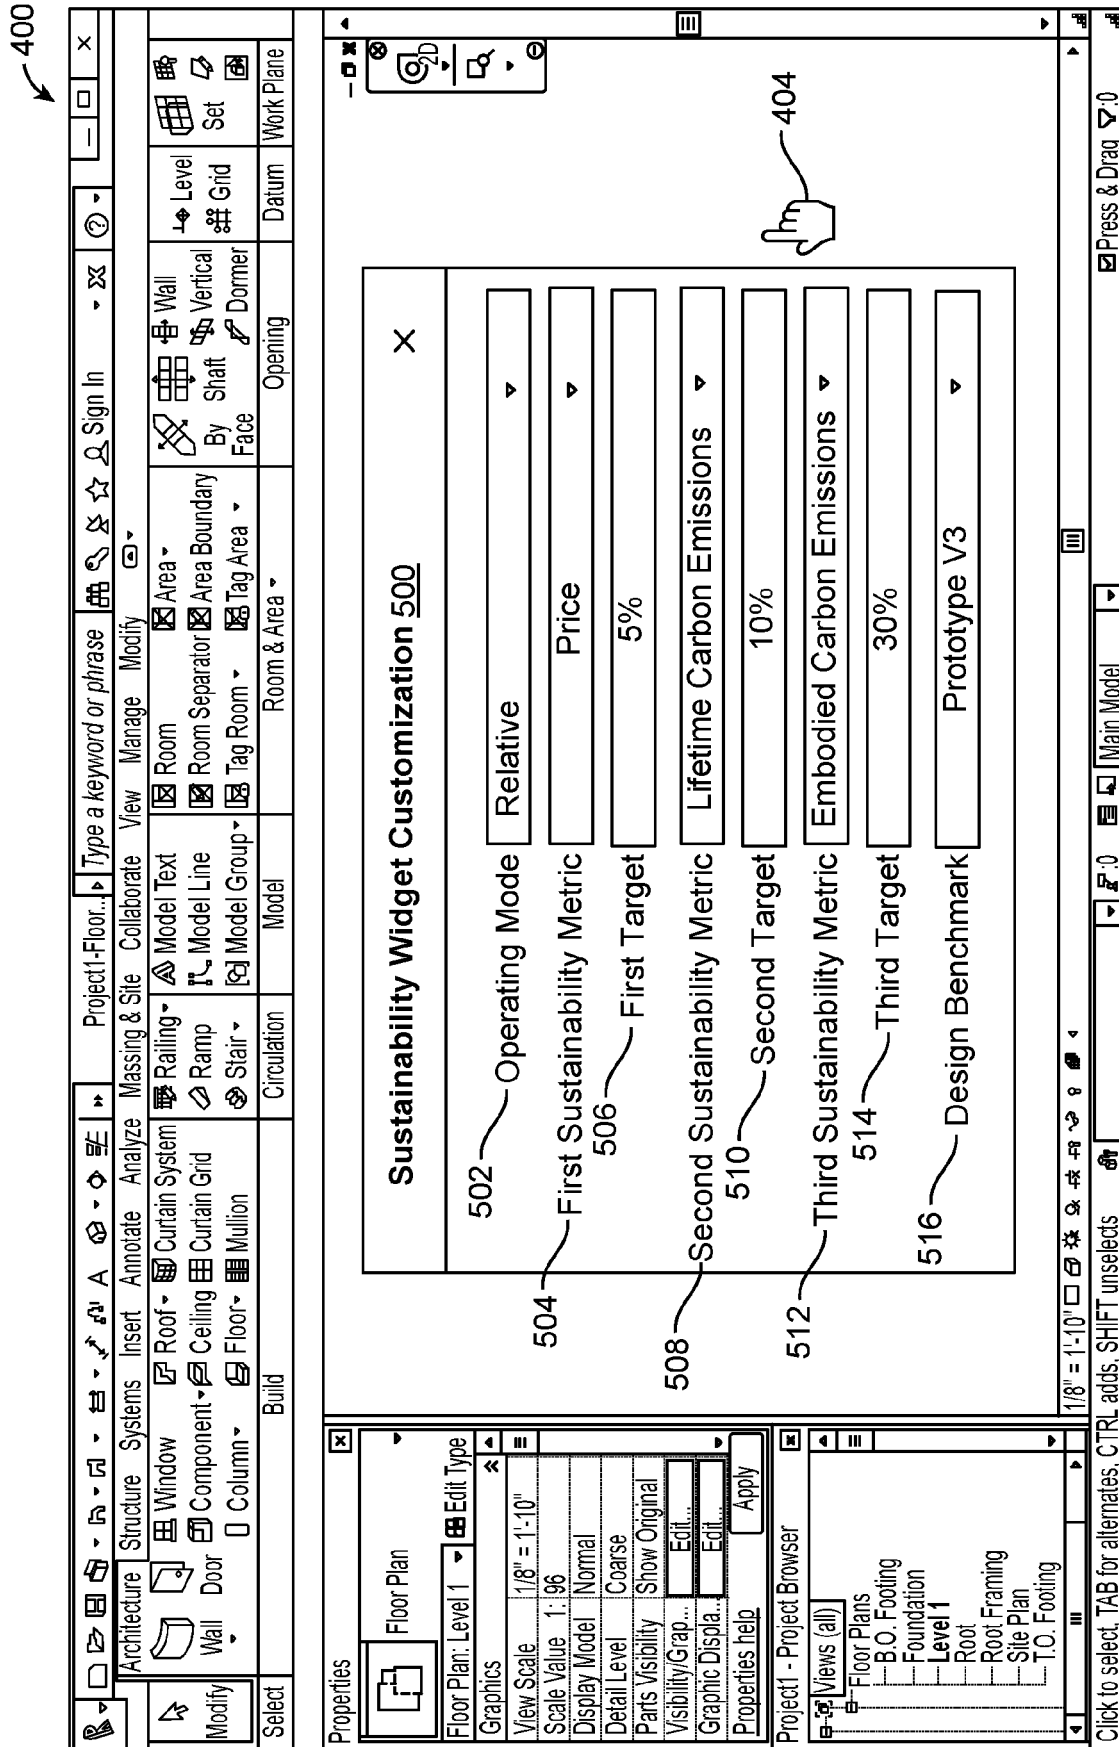 400
Project1-Floor...
Type a keyword or phrase
Sign In
Architecture Structure Systems Insert Annotate Analyze Massing & Site Collaborate View Manage Modify
Modify
Wall
Door
Window
Component
Column
Roof
Ceiling
Floor
Curtain System
Curtain Grid
Mullion
Railing
Ramp
Stair
Model Text
Model Line
Model Group
Room
Room Separator
Tag Room
Area
Area Boundary
Tag Area
By Face
Shaft
Wall
Vertical
Dormer
Level
Grid
Set
Select
Build
Circulation
Model
Room & Area
Opening
Datum
Work Plane
Properties
Floor Plan
Floor Plan: Level 1
Edit Type
Graphics
View Scale 1/8" = 1'-10"
Scale Value 1: 96
Display Model Normal
Detail Level Coarse
Parts Visibility Show Original
Visibility/Grap... Edit...
Graphic Displa... Edit...
Properties help Apply
Project1 - Project Browser
Views (all)
Floor Plans
B.O. Footing
Foundation
Level 1
Root
Root Framing
Site Plan
T.O. Footing
2D
Sustainability Widget Customization 500
X
502 Operating Mode Relative
504 First Sustainability Metric Price
506 First Target 5%
508 Second Sustainability Metric Lifetime Carbon Emissions
510 Second Target 10%
512 Third Sustainability Metric Embodied Carbon Emissions
514 Third Target 30%
516 Design Benchmark Prototype V3
404
1/8" = 1'-10"
Click to select, TAB for alternates, CTRL adds, SHIFT unselects
:0
Main Model
Press & Drag
:0